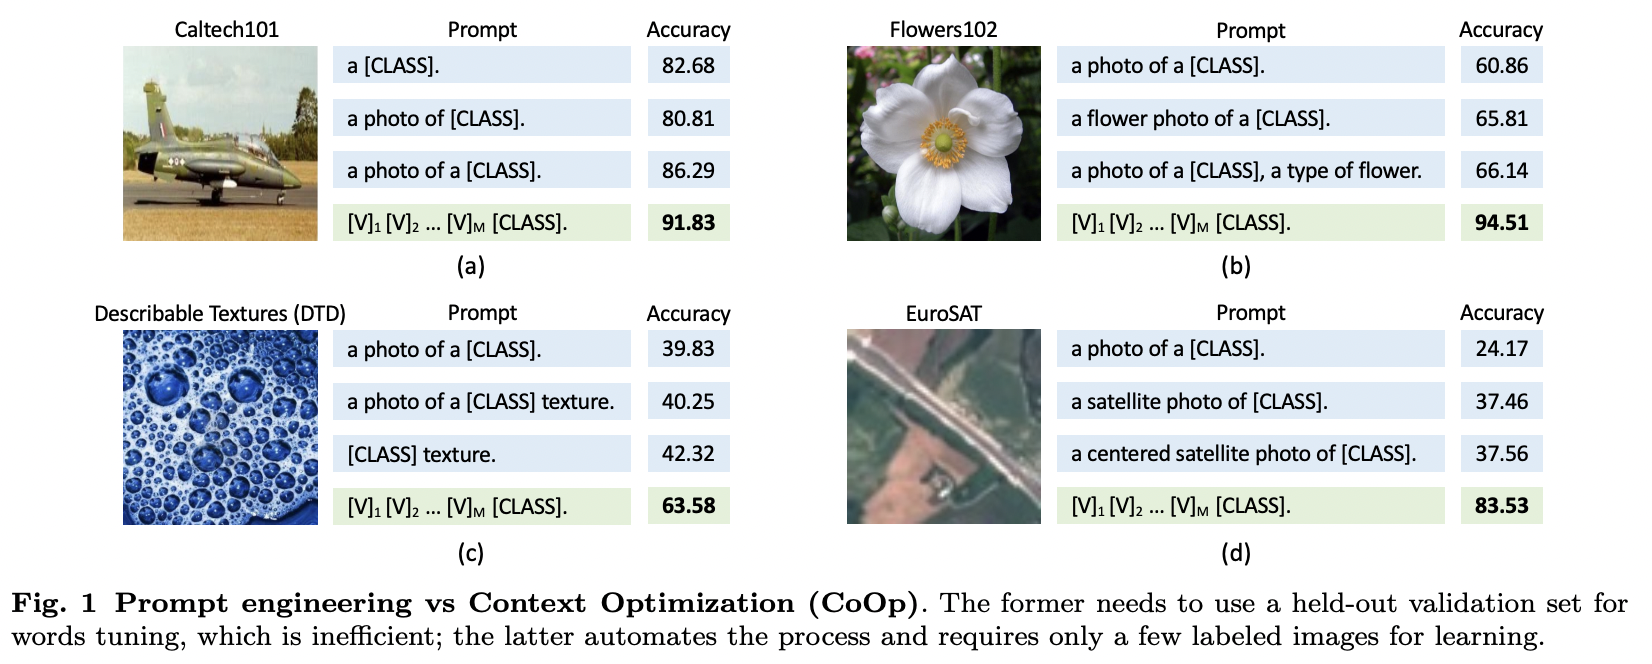 Caltech101 Prompt Accuracy
a [CLASS]. 82.68
a photo of [CLASS]. 80.81
a photo of a [CLASS]. 86.29
[V]₁ [V]₂ ... [V]ᴍ [CLASS]. 91.83
(a)
Flowers102 Prompt Accuracy
a photo of a [CLASS]. 60.86
a flower photo of a [CLASS]. 65.81
a photo of a [CLASS], a type of flower. 66.14
[V]₁ [V]₂ ... [V]ᴍ [CLASS]. 94.51
(b)
Describable Textures (DTD) Prompt Accuracy
a photo of a [CLASS]. 39.83
a photo of a [CLASS] texture. 40.25
[CLASS] texture. 42.32
[V]₁ [V]₂ ... [V]ᴍ [CLASS]. 63.58
(c)
EuroSAT Prompt Accuracy
a photo of a [CLASS]. 24.17
a satellite photo of [CLASS]. 37.46
a centered satellite photo of [CLASS]. 37.56
[V]₁ [V]₂ ... [V]ᴍ [CLASS]. 83.53
(d)
Fig. 1 Prompt engineering vs Context Optimization (CoOp). The former needs to use a held-out validation set for
words tuning, which is inefficient; the latter automates the process and requires only a few labeled images for learning.